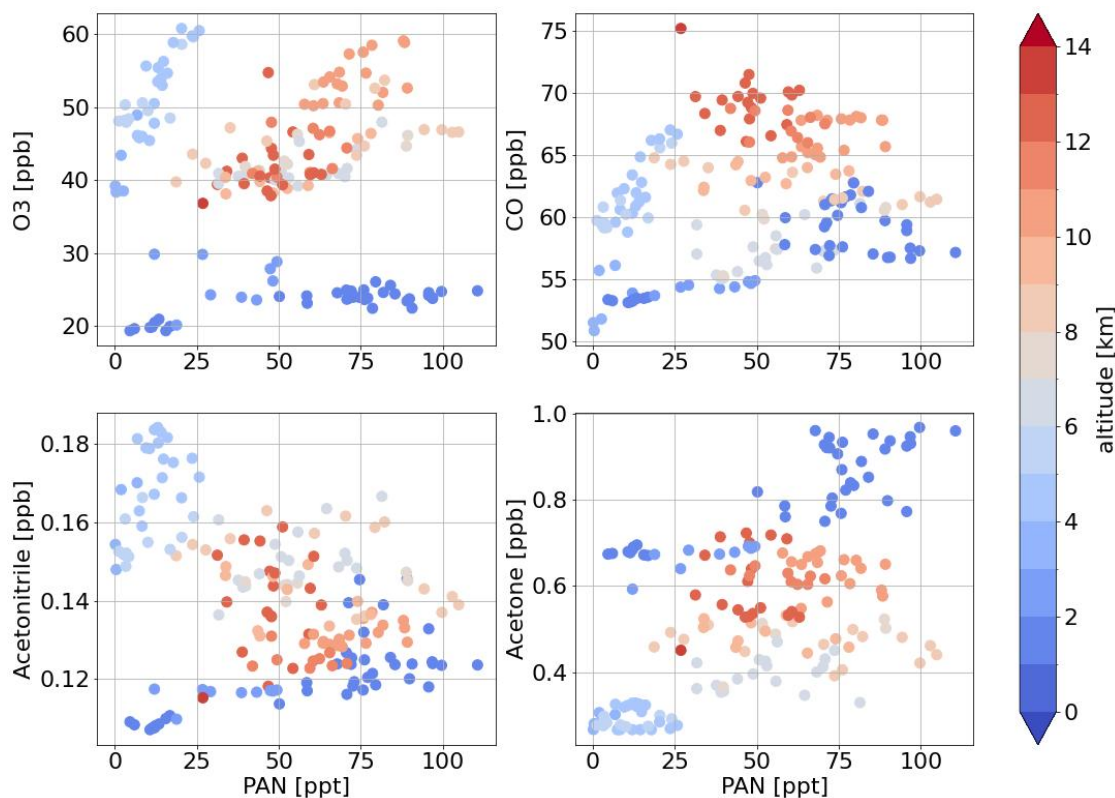 60
50
40
30
20
O3 [ppb]
0 25 50 75 100
75
70
65
60
55
50
CO [ppb]
0 25 50 75 100
0.18
0.16
0.14
0.12
Acetonitrile [ppb]
0 25 50 75 100
PAN [ppt]
1.0
0.8
0.6
0.4
Acetone [ppb]
0 25 50 75 100
PAN [ppt]
14
12
10
8
6
4
2
0
altitude [km]